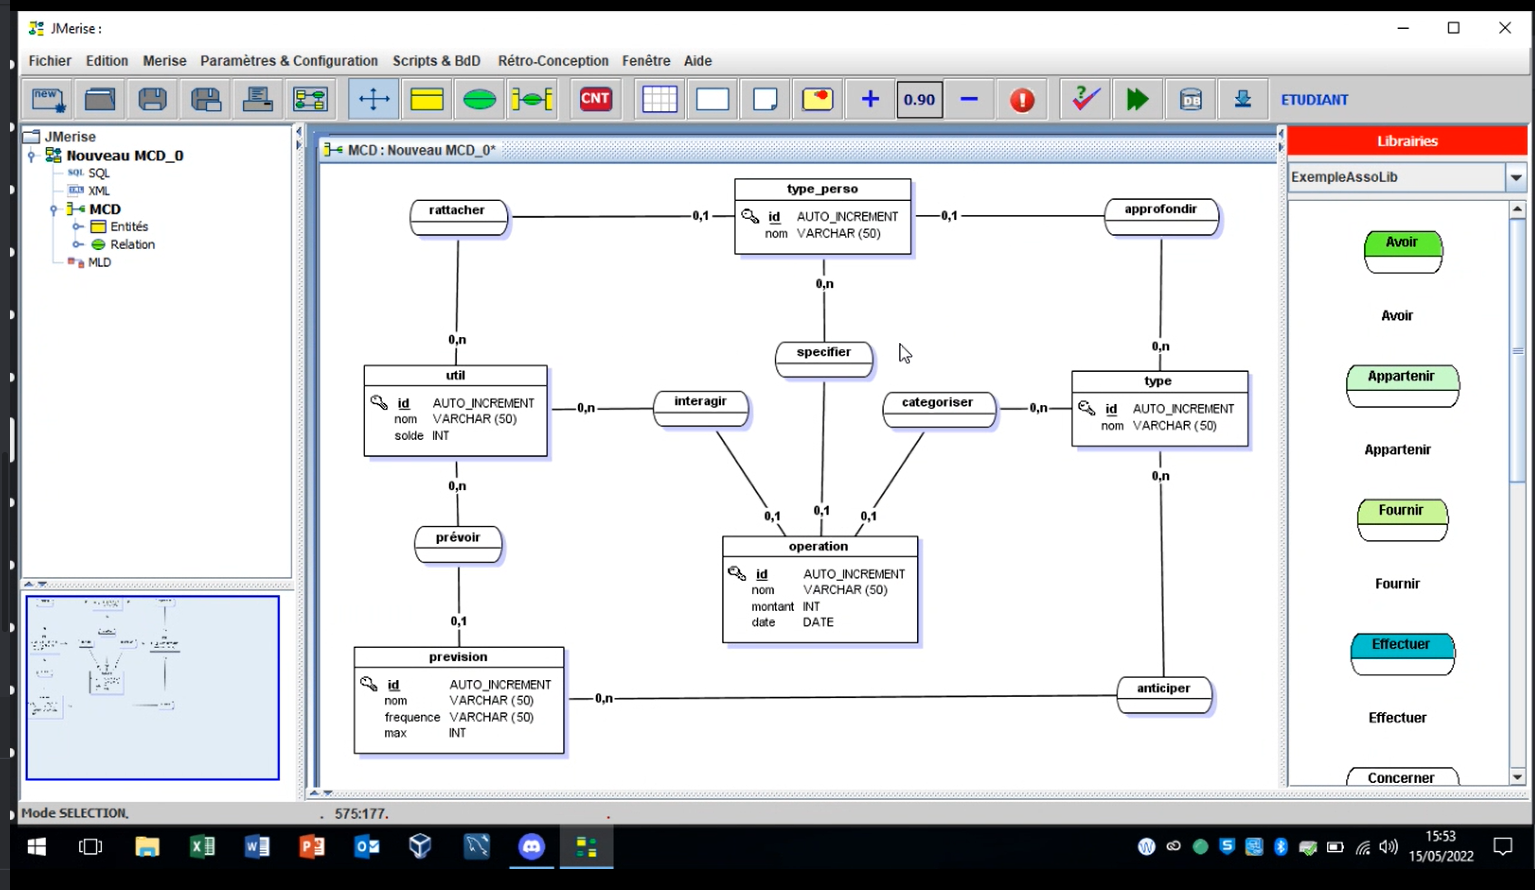 JMerise :
Fichier Edition Merise Paramètres & Configuration Scripts & BdD Rétro-Conception Fenêtre Aide
new CNT 0.90 ? DB ETUDIANT
JMerise
Nouveau MCD_0
SQL SQL
XML
MCD
Entités
Relation
MLD
MCD : Nouveau MCD_0*
rattacher
0,1
type_perso
id AUTO_INCREMENT
nom VARCHAR (50)
0,1
approfondir
0,n
0,n
0,n
specifier
util
id AUTO_INCREMENT
nom VARCHAR (50)
solde INT
0,n
interagir
categoriser
0,n
type
id AUTO_INCREMENT
nom VARCHAR (50)
0,n
0,n
0,1
0,1
0,1
prévoir
operation
id AUTO_INCREMENT
nom VARCHAR (50)
montant INT
date DATE
0,1
prevision
id AUTO_INCREMENT
nom VARCHAR (50)
frequence VARCHAR (50)
max INT
0,n
anticiper
Librairies
ExempleAssoLib
Avoir
Avoir
Appartenir
Appartenir
Fournir
Fournir
Effectuer
Effectuer
Concerner
Mode SELECTION.
. 575:177.
.
15:53
15/05/2022